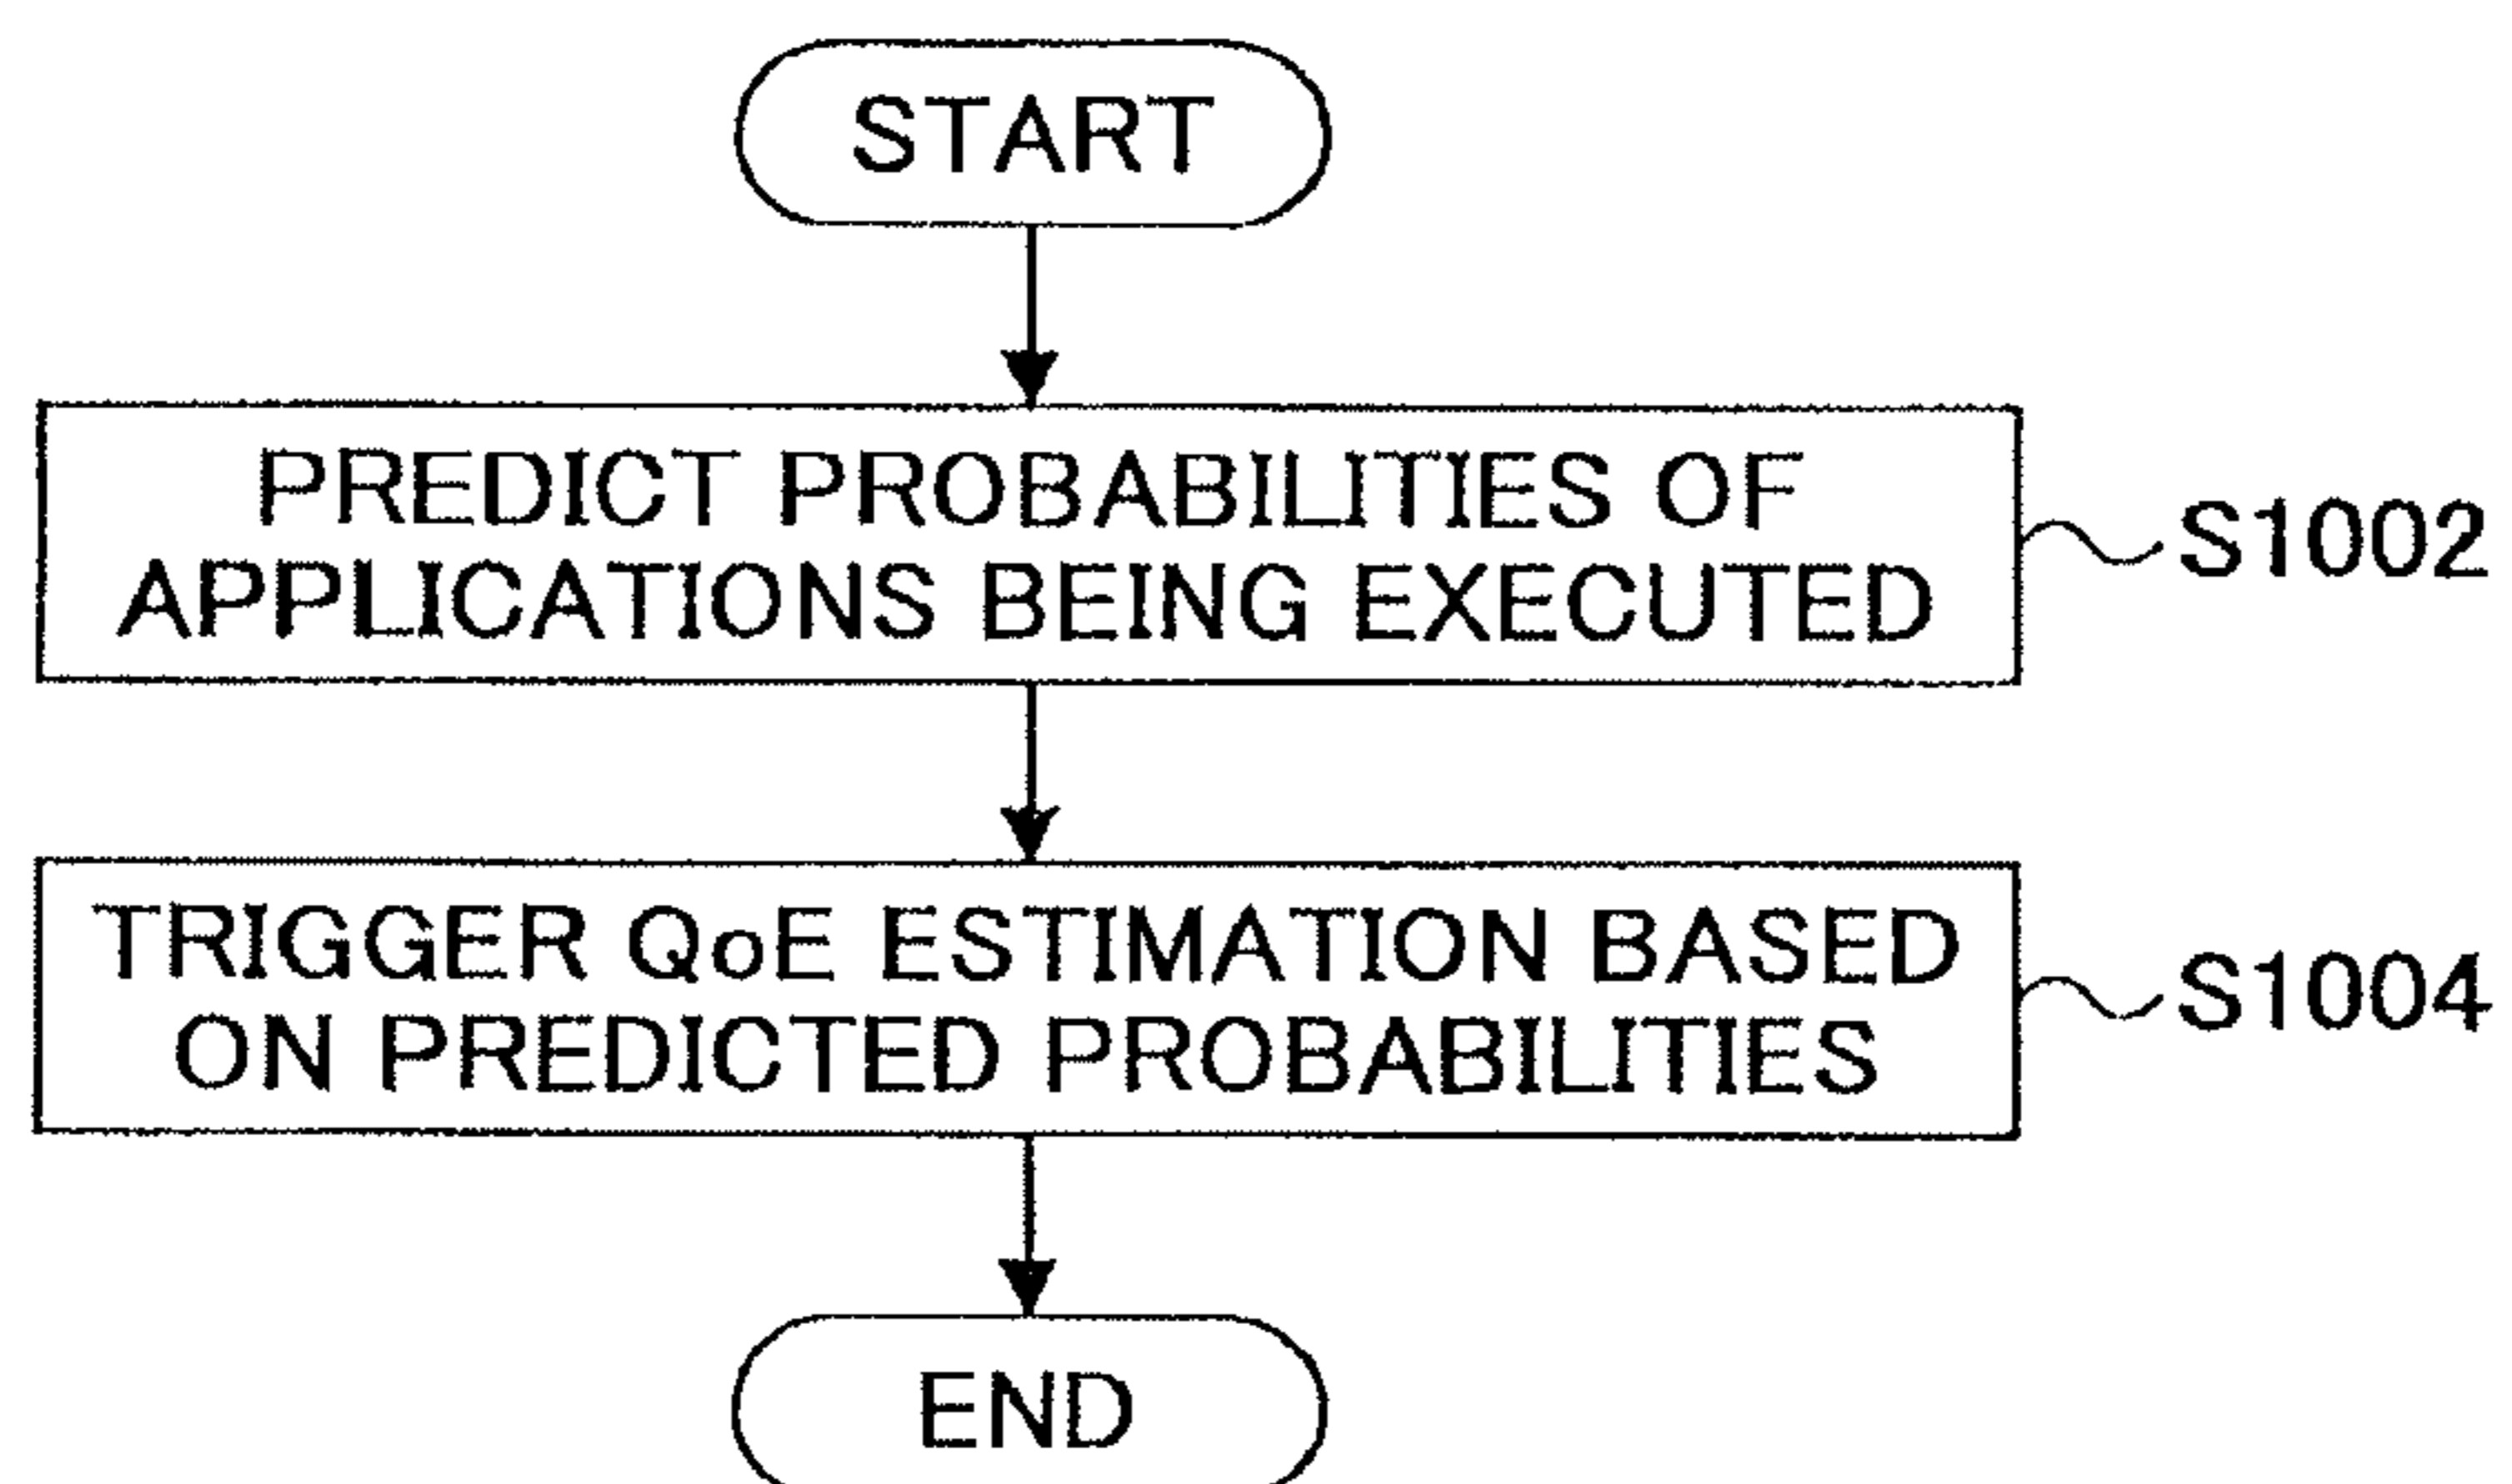 START
PREDICT PROBABILITIES OF
APPLICATIONS BEING EXECUTED
S1002
TRIGGER QoE ESTIMATION BASED
ON PREDICTED PROBABILITIES
S1004
END